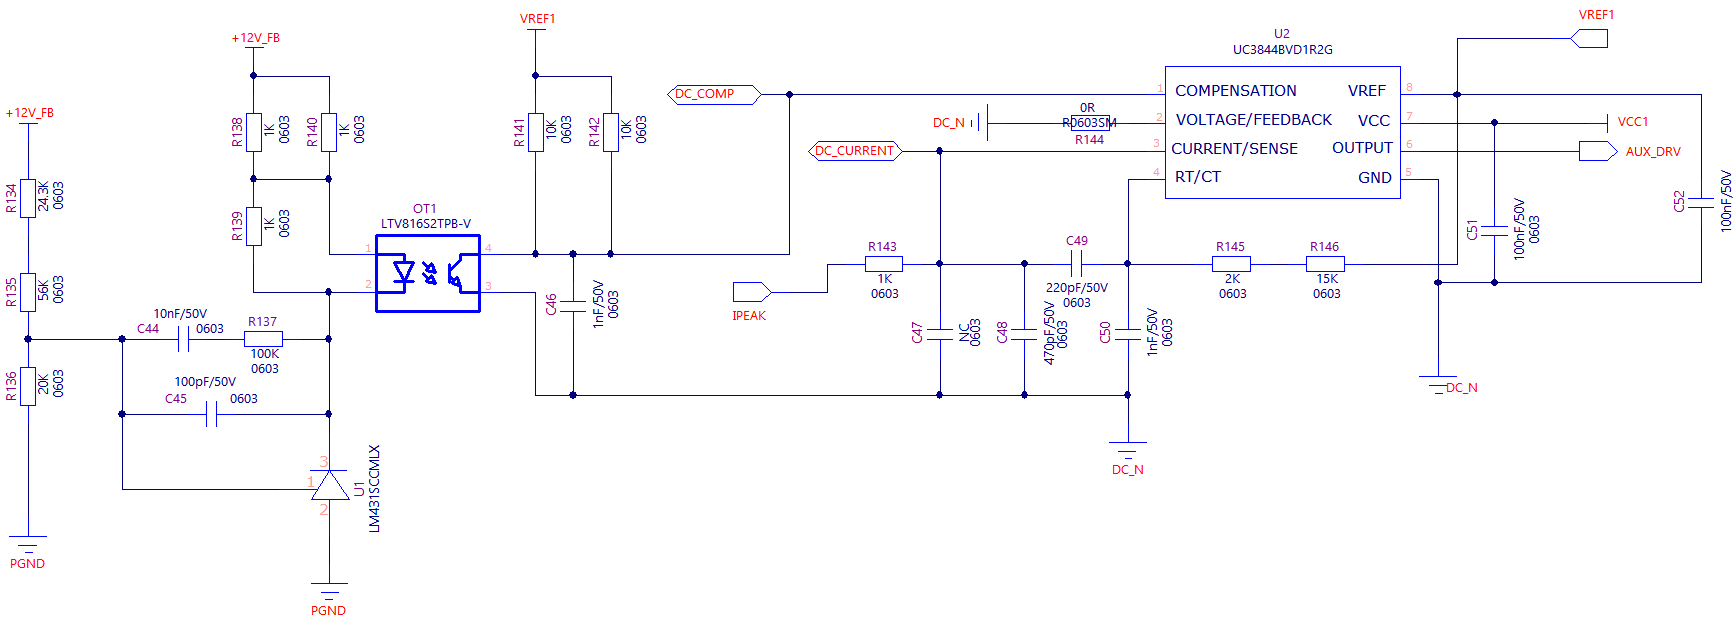 VREF1
VREF1
+12V_FB
U2
UC3844BVD1R2G
DC_COMP
1
COMPENSATION
VREF
8
+12V_FB
0R
R0603SM
R144
DC_N
2
VOLTAGE/FEEDBACK
VCC
7
VCC1
R138
1K
0603
R140
1K
0603
R141
10K
0603
R142
10K
0603
DC_CURRENT
3
CURRENT/SENSE
OUTPUT
6
AUX_DRV
4
RT/CT
GND
5
R134
24.3K
0603
R139
1K
0603
OT1
LTV816S2TPB-V
1
2
4
3
C52
100nF/50V
C51
100nF/50V
0603
R143
1K
0603
C49
220pF/50V
0603
R145
2K
0603
R146
15K
0603
R135
56K
0603
C46
1nF/50V
0603
IPEAK
10nF/50V
C44
0603
R137
100K
0603
C47
NC
0603
C48
470pF/50V
0603
C50
1nF/50V
0603
R136
20K
0603
100pF/50V
C45
0603
DC_N
3
1
2
U1
LM431SCCMLX
DC_N
PGND
PGND